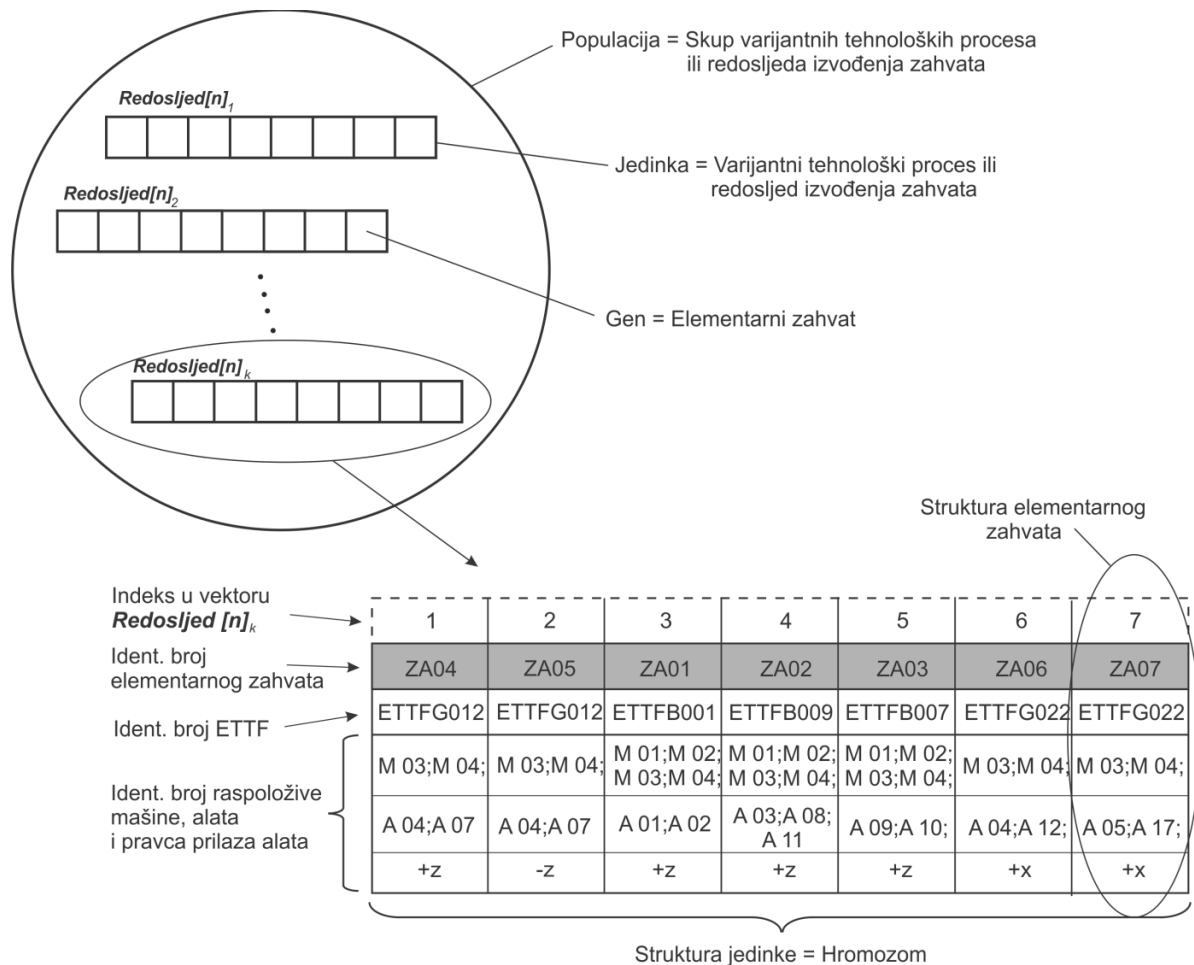 Populacija = Skup varijantnih tehnoloških procesa
ili redosljeda izvođenja zahvata
Redosljed[n]1
Jedinka = Varijantni tehnološki proces ili
redosljed izvođenja zahvata
Redosljed[n]2
Gen = Elementarni zahvat
Redosljed[n]k
Struktura elementarnog
zahvata
Indeks u vektoru
Redosljed [n]k
1 2 3 4 5 6 7
Ident. broj
elementarnog zahvata
ZA04 ZA05 ZA01 ZA02 ZA03 ZA06 ZA07
Ident. broj ETTF
ETTFG012 ETTFG012 ETTFB001 ETTFB009 ETTFB007 ETTFG022 ETTFG022
Ident. broj raspoložive
mašine, alata
i pravca prilaza alata
M 03;M 04; M 03;M 04; M 01;M 02; M 01;M 02; M 01;M 02; M 03;M 04; M 03;M 04;
M 03;M 04; M 03;M 04; M 03;M 04;
A 04;A 07 A 04;A 07 A 01;A 02 A 03;A 08; A 09;A 10; A 04;A 12; A 05;A 17;
A 11
+z -z +z +z +z +x +x
Struktura jedinke = Hromozom